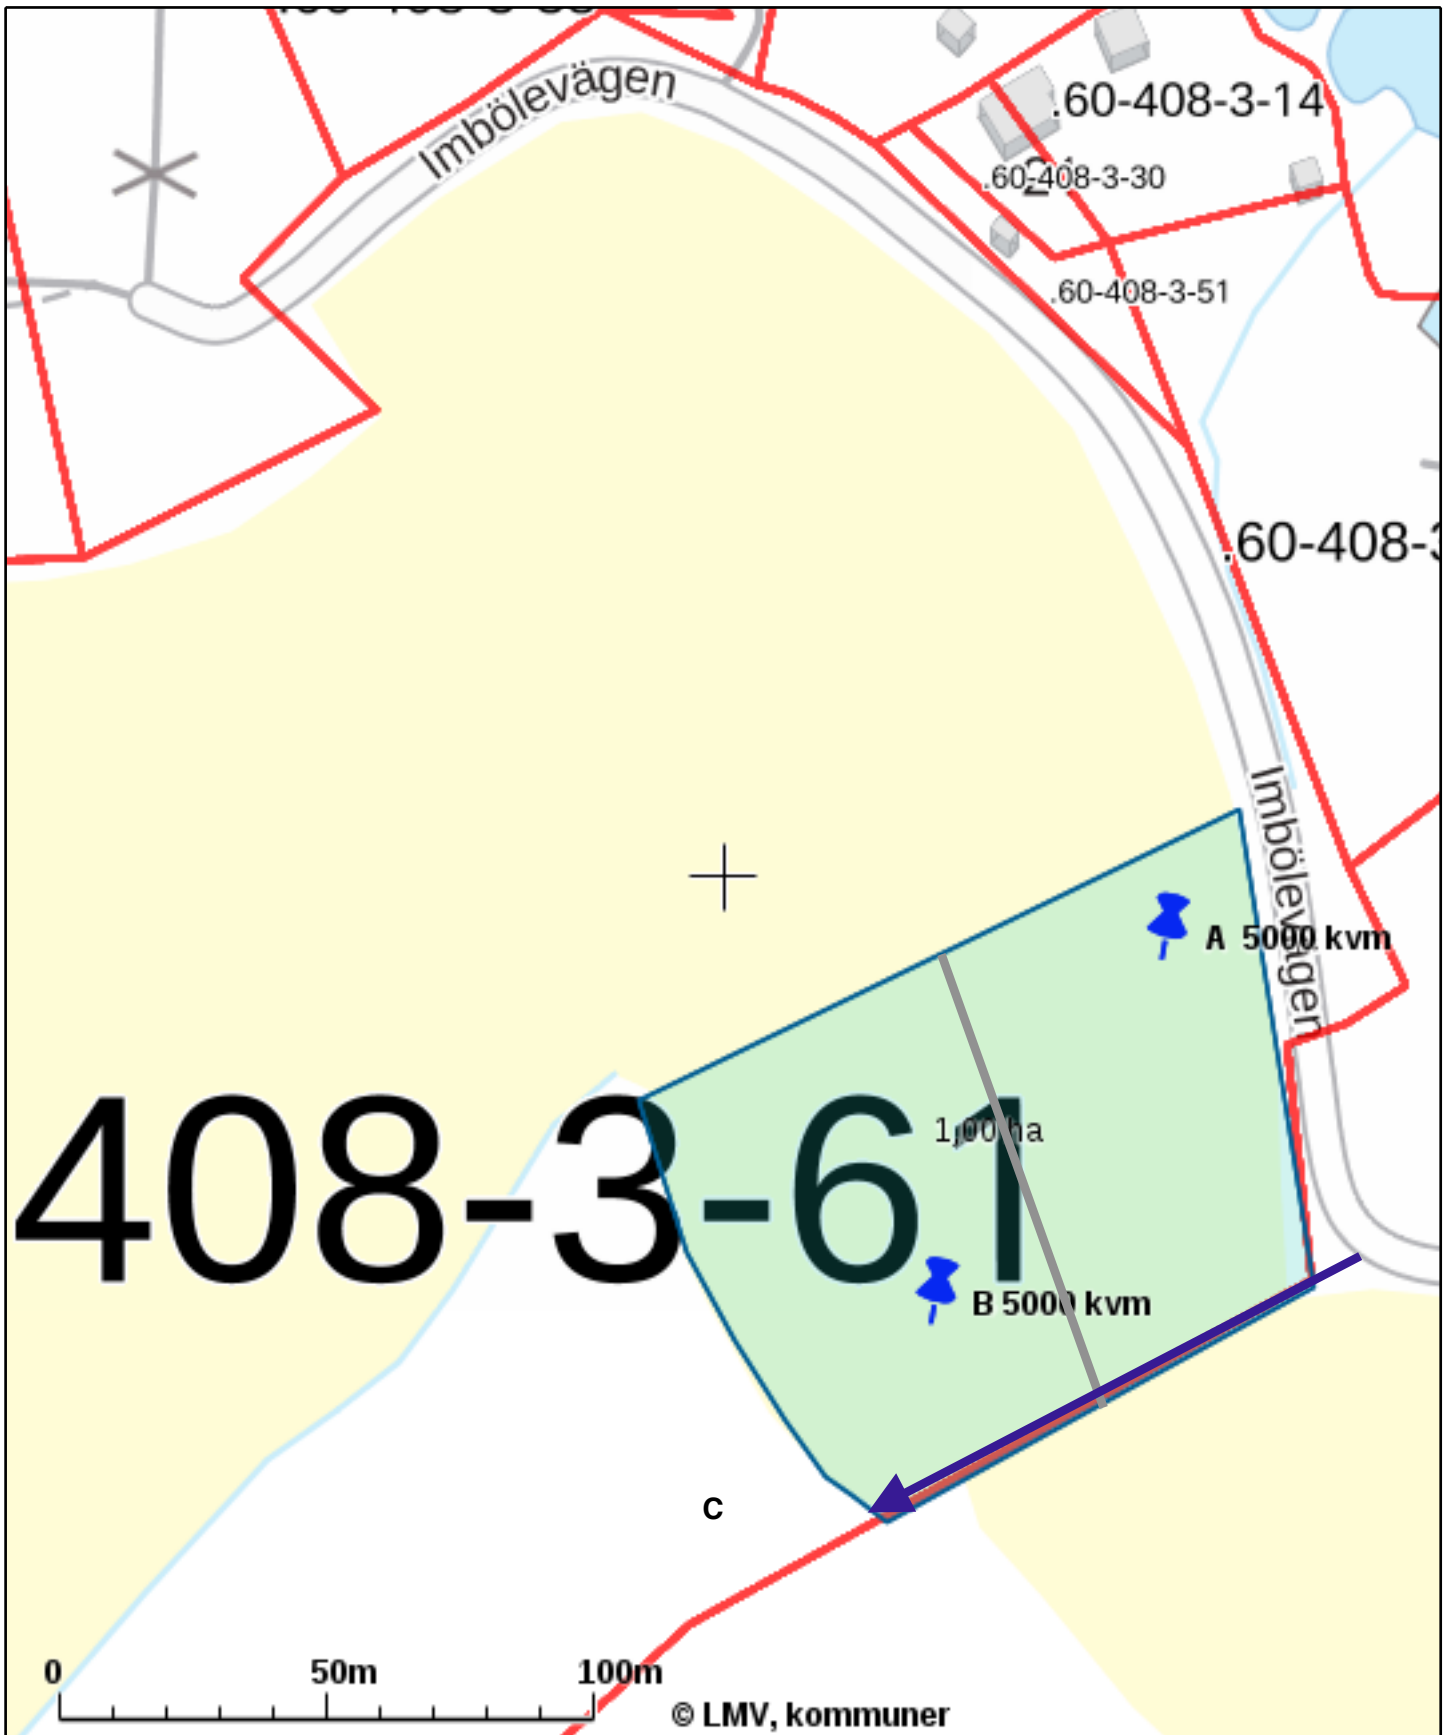 Imbölevägen
.60-408-3-14
.60-408-3-30
.60-408-3-51
.60-408-3
Imbölevägen
A 5000 kvm
408-3-61
1,00 ha
B 5000 kvm
C
0 50m 100m
© LMV, kommuner